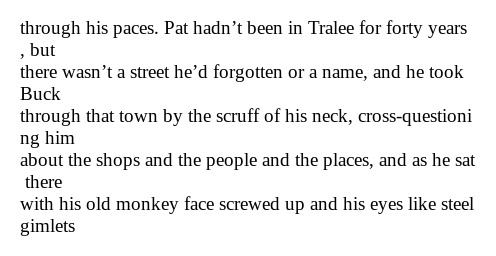 through his paces. Pat hadn’t been in Tralee for forty years
, but
there wasn’t a street he’d forgotten or a name, and he took
Buck
through that town by the scruff of his neck, cross-questioni
ng him
about the shops and the people and the places, and as he sat
there
with his old monkey face screwed up and his eyes like steel
gimlets